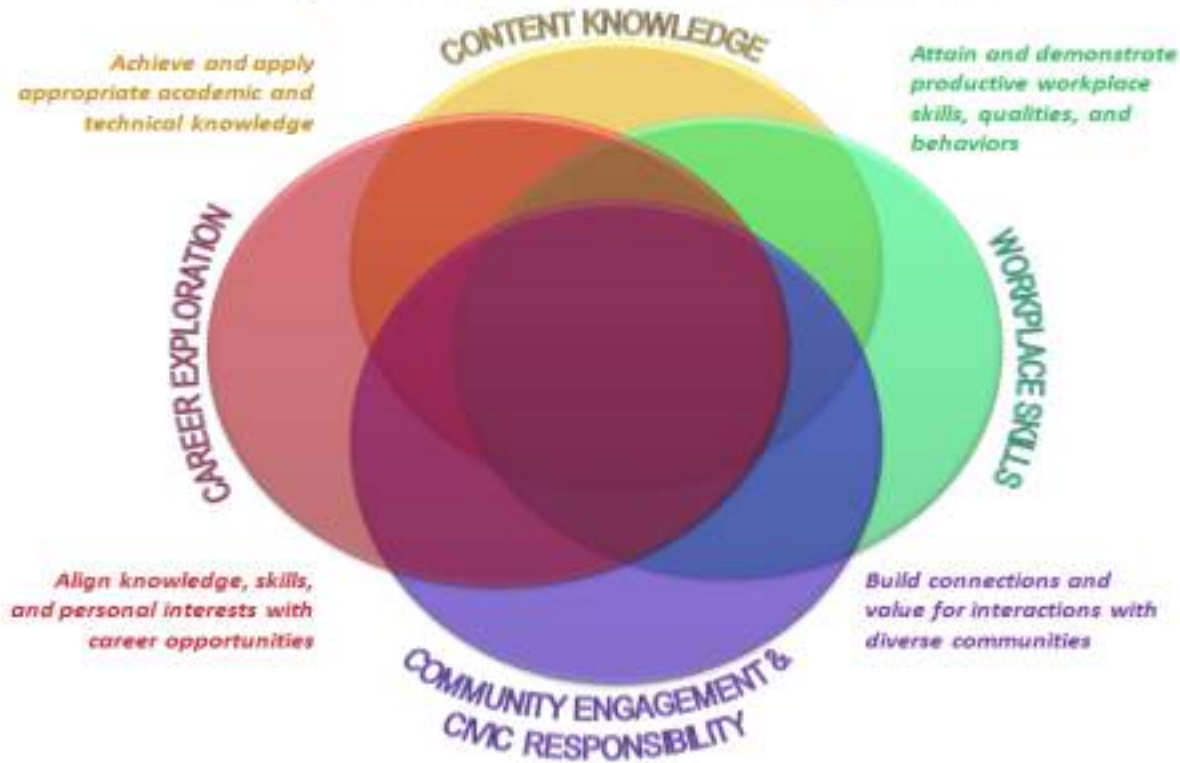 CONTENT KNOWLEDGE
Achieve and apply
appropriate academic and
technical knowledge
Attain and demonstrate
productive workplace
skills, qualities, and
behaviors
CAREER EXPLORATION
WORKPLACE SKILLS
Align knowledge, skills,
and personal interests with
career opportunities
Build connections and
value for interactions with
diverse communities
COMMUNITY ENGAGEMENT &
CIVIC RESPONSIBILITY